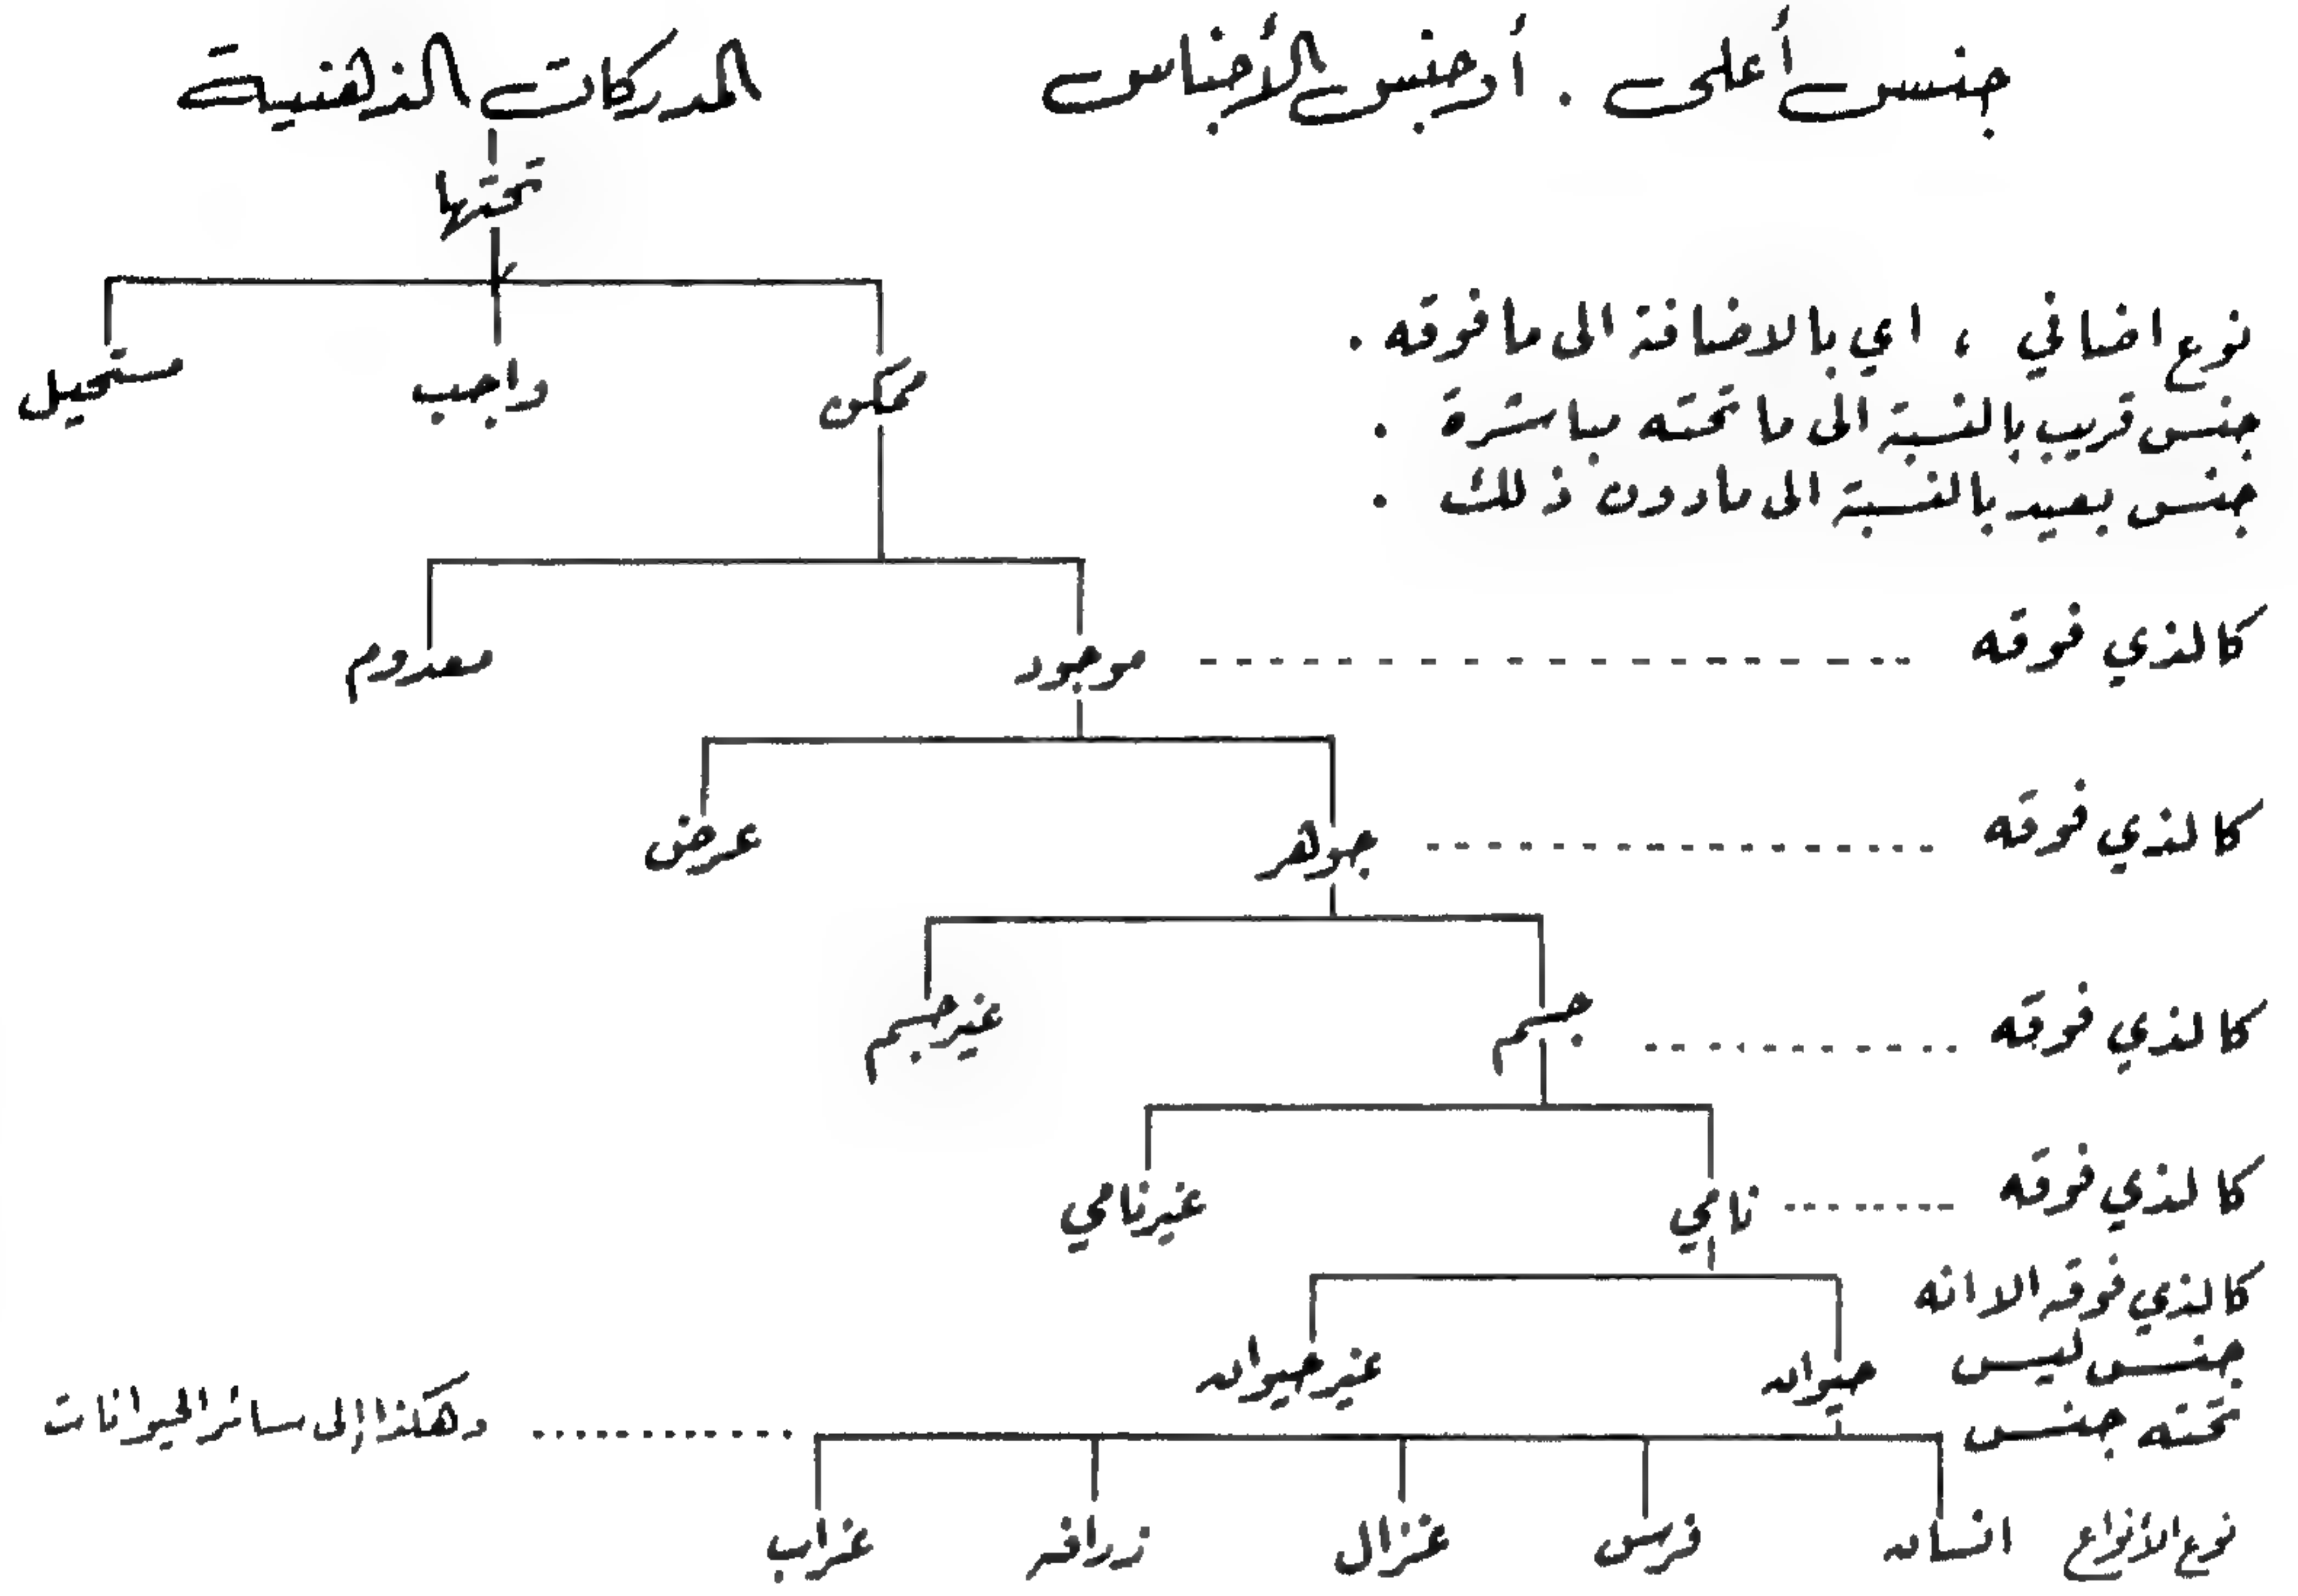 جنس أعلى . أو جنس الأجناس
المدركات الذهنية
تحتها
نوع اضافي ، اي بالاضافة الى ما فوقه .
ممكن
واجب
مستحيل
جنس قريب بالنسبة الى ما تحته مباشرة .
جنس بعيد بالنسبة الى ما دون ذلك .
كالذي فوقه
موجود
معدوم
كالذي فوقه
جوهر
عرض
كالذي فوقه
جسم
غير جسم
كالذي فوقه
نامي
غير نامي
كالذي فوقه الا انه
جنس ليس
تحته جنس
حيوان
غير حيوان
وهكذا إلى سائر الحيوانات
نوع الأنواع
انسان
فرس
غزال
زرافه
غراب